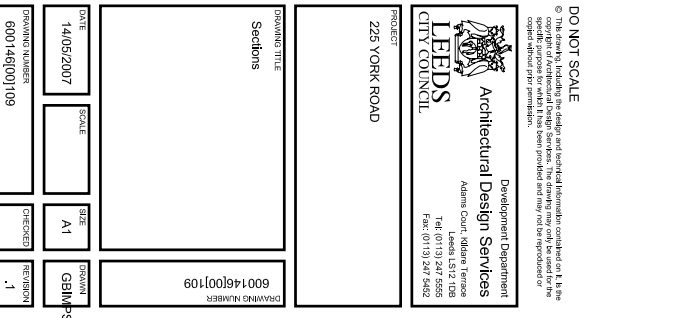 DO NOT SCALE
© This drawing, including the design and technical information contained on it, is the
copyright of Architectural Design Services. The drawing may only be used for the
specific purpose for which it has been provided and may not be reproduced or
copied without prior permission.
LEEDS
CITY COUNCIL
Architectural Design Services
Development Department
Adams Court, Kildare Terrace
Leeds LS12 1DB
Tel: (0113) 247 5555
Fax: (0113) 247 5452
PROJECT
225 YORK ROAD
DRAWING TITLE
Sections
DRAWING NUMBER
600146[00]109
DATE
14/05/2007
SCALE
SIZE
A1
DRAWN
GBIMPS
DRAWING NUMBER
600146[00]109
CHECKED
REVISION
.1